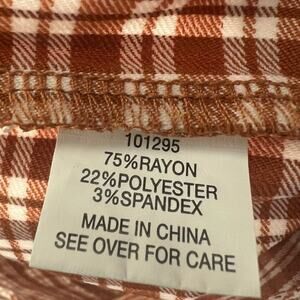 101295
75%RAYON
22%POLYESTER
3%SPANDEX
MADE IN CHINA
SEE OVER FOR CARE